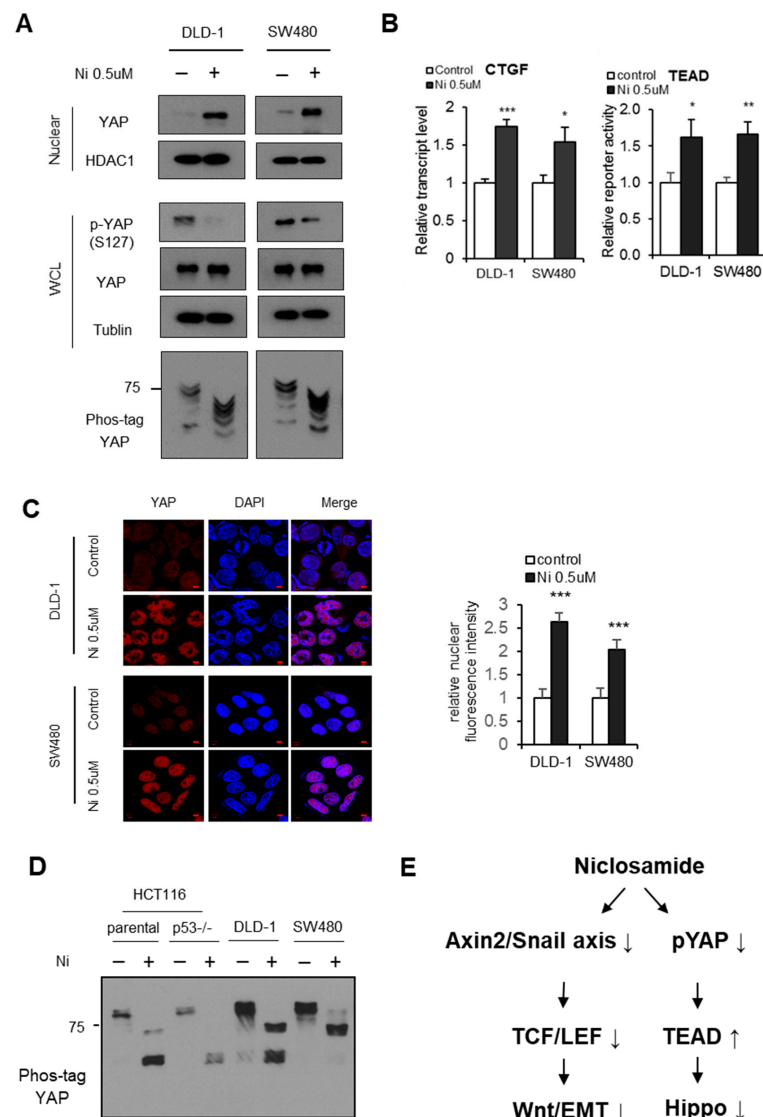 A
DLD-1 SW480
Ni 0.5uM − + − +
Nuclear
YAP
HDAC1
WCL
p-YAP
(S127)
YAP
Tublin
75
Phos-tag
YAP
B
Control CTGF
Ni 0.5uM
Relative transcript level
2
1.5
1
0.5
0
*** *
DLD-1 SW480
control TEAD
Ni 0.5uM
Relative reporter activity
2.0
1.5
1.0
0.5
0
* **
DLD-1 SW480
C
YAP DAPI Merge
DLD-1
Control
Ni 0.5uM
SW480
Control
Ni 0.5uM
control
Ni 0.5uM
relative nuclear
fluorescence intensity
3
2.5
2
1.5
1
0.5
0
*** ***
DLD-1 SW480
D
HCT116
parental p53-/- DLD-1 SW480
Ni − + − + − + − +
75
Phos-tag
YAP
E
Niclosamide
Axin2/Snail axis ↓ pYAP ↓
TCF/LEF ↓ TEAD ↑
Wnt/EMT ↓ Hippo ↓